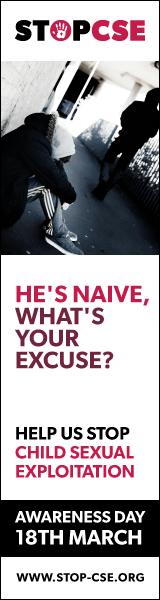 STOPCSE
HE'S NAIVE,
WHAT'S
YOUR
EXCUSE?
HELP US STOP
CHILD SEXUAL
EXPLOITATION
AWARENESS DAY
18TH MARCH
WWW.STOP-CSE.ORG